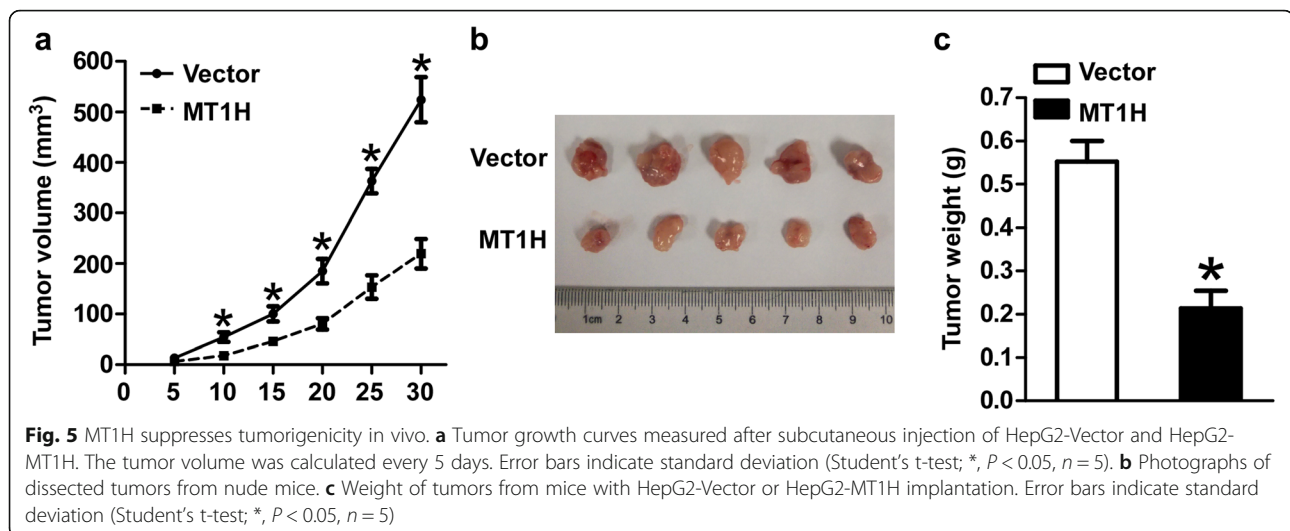 a
Tumor volume (mm³)
600
500
400
300
200
100
0
0 5 10 15 20 25 30
Vector
MT1H
* * * * *
b
Vector
MT1H
1cm 2 3 4 5 6 7 8 9 10
c
Vector
MT1H
Tumor weight (g)
0.7
0.6
0.5
0.3
0.2
0.1
0.0
*
Fig. 5 MT1H suppresses tumorigenicity in vivo. a Tumor growth curves measured after subcutaneous injection of HepG2-Vector and HepG2-
MT1H. The tumor volume was calculated every 5 days. Error bars indicate standard deviation (Student's t-test; *, P < 0.05, n = 5). b Photographs of
dissected tumors from nude mice. c Weight of tumors from mice with HepG2-Vector or HepG2-MT1H implantation. Error bars indicate standard
deviation (Student's t-test; *, P < 0.05, n = 5)